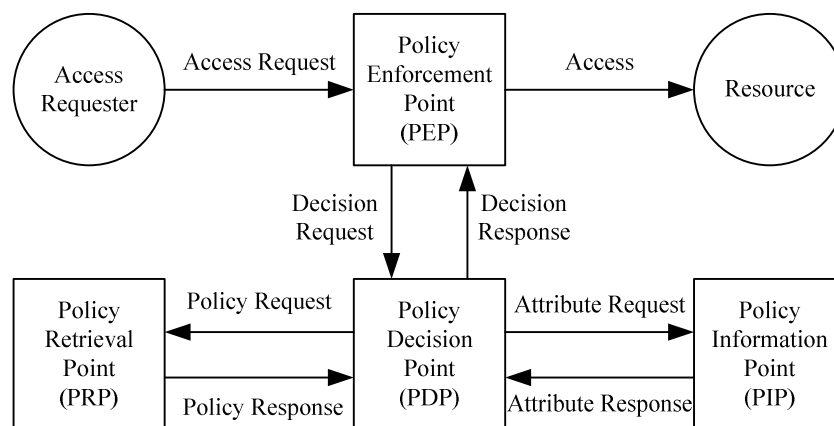 Access
Requester
Access Request
Policy
Enforcement
Point
(PEP)
Access
Resource
Decision
Request
Decision
Response
Policy
Retrieval
Point
(PRP)
Policy Request
Policy Response
Policy
Decision
Point
(PDP)
Attribute Request
Attribute Response
Policy
Information
Point
(PIP)